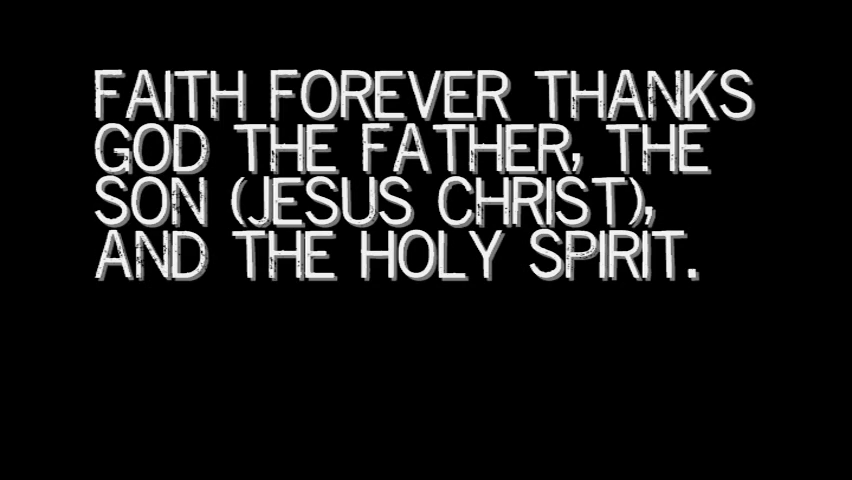 FAITH FOREVER THANKS
GOD THE FATHER, THE
SON (JESUS CHRIST),
AND THE HOLY SPIRIT.